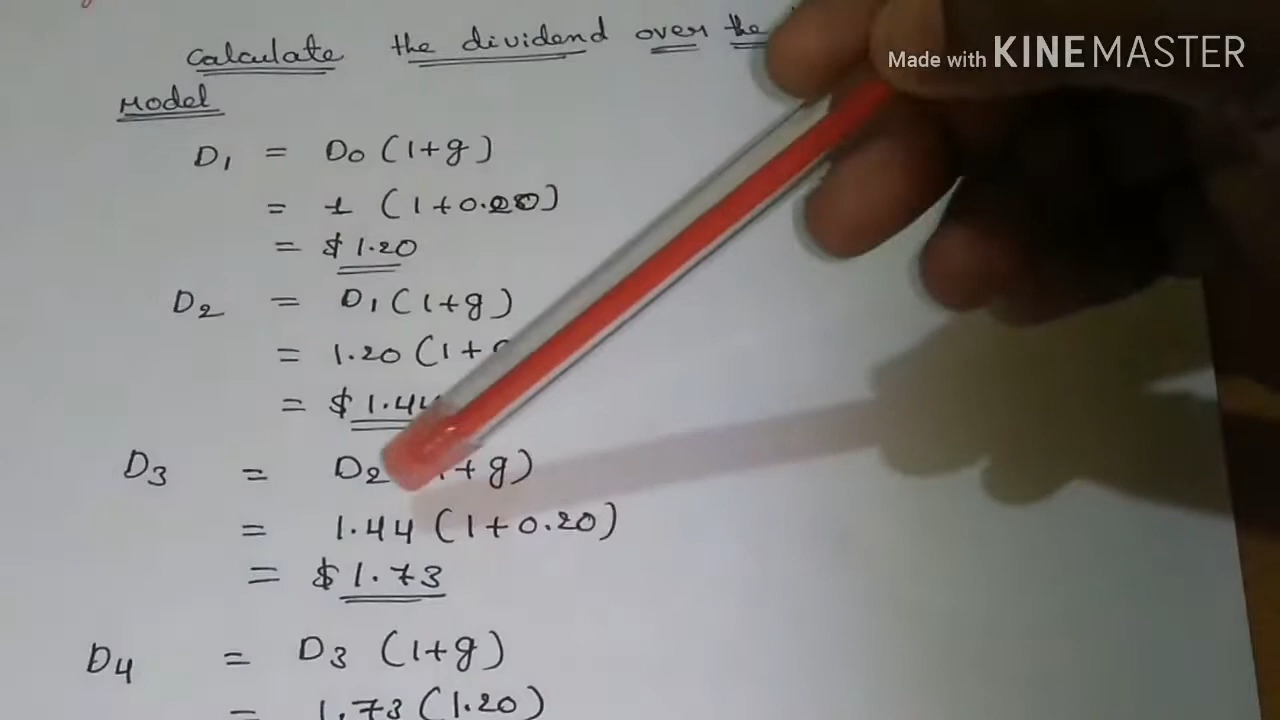 Calculate the dividend over the
Made with KINEMASTER
Model
D1 = D0 (1+g)
= 1 (1+0.20)
= $ 1.20
D2 = D1 (1+g)
= 1.20 (1+
= $ 1.44
D3 = D2 + g)
= 1.44 (1+0.20)
= $ 1.73
D4 = D3 (1+g)
= 1.73 (1.20)